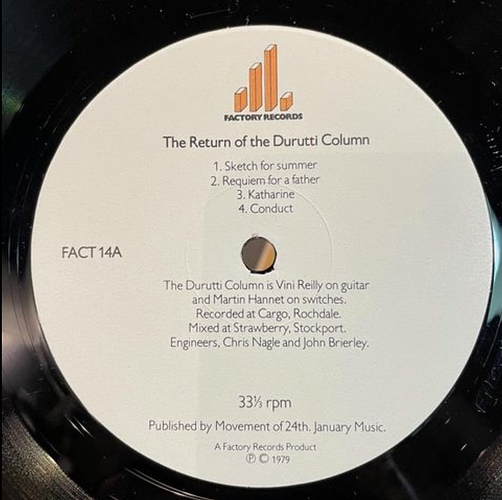 FACTORY RECORDS
The Return of the Durutti Column
1. Sketch for summer
2. Requiem for a father
3. Katharine
4. Conduct
FACT 14A
The Durutti Column is Vini Reilly on guitar
and Martin Hannet on switches.
Recorded at Cargo, Rochdale.
Mixed at Strawberry, Stockport.
Engineers, Chris Nagle and John Brierley.
33⅓ rpm
Published by Movement of 24th. January Music.
A Factory Records Product
℗ © 1979